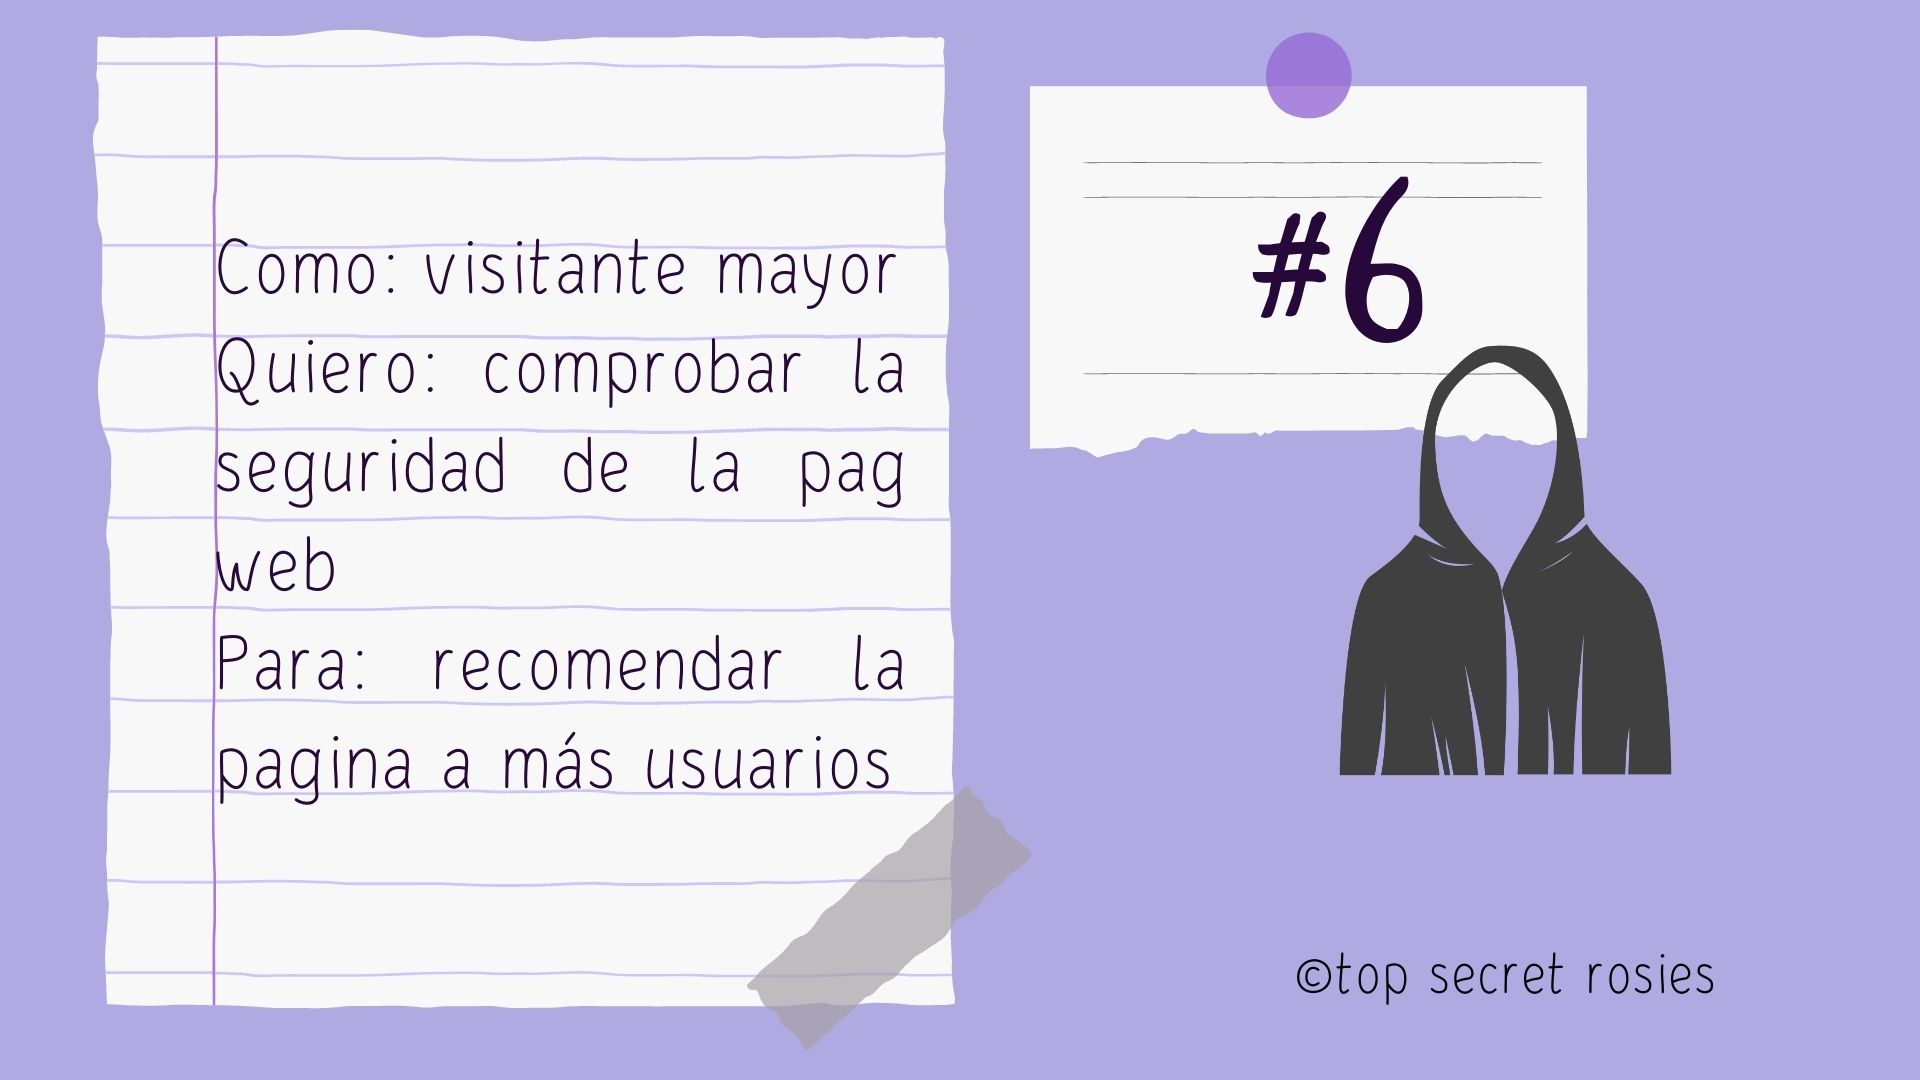 Como: visitante mayor
Quiero: comprobar la
seguridad de la pag
web
Para: recomendar la
pagina a más usuarios
#6
©top secret rosies